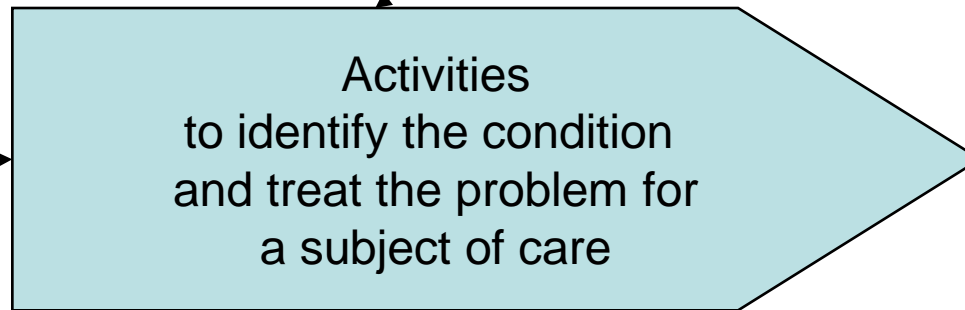 Activities
to identify the condition
and treat the problem for
a subject of care